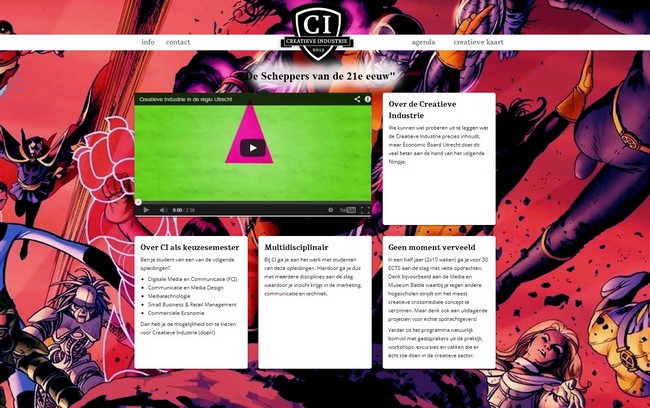 CI
CREATIEVE INDUSTRIE
2013
info
contact
agenda
creatieve kaart
De Scheppers van de 21e eeuw"
Creatieve Industrie in de regio Utrecht
0:00 / 2:38
YouTube
Over de Creatieve
Industrie
We kunnen wel proberen uit te leggen wat
de Creatieve Industrie precies inhoudt,
maar Economic Board Utrecht doet dit
veel beter aan de hand van het volgende
filmpje.
Over CI als keuzesemester
Ben je student van een van de volgende
opleidingen?
• Digitale Media en Communicatie (FCJ)
• Communication en Media Design
• Mediatechnologie
• Small Business & Retail Management
• Commerciële Economie
Dan heb je de mogelijkheid om te kiezen
voor Creatieve Industrie (doen!)
Multidisciplinair
Bij CI ga je aan het werk met studenten
van deze opleidingen. Hierdoor ga je dus
met meerdere disciplines aan de slag
waardoor je inzicht krijgt in de marketing,
communicatie en techniek.
Geen moment verveeld
In een half jaar (2x10 weken) ga je voor 30
ECTS aan de slag met vette opdrachten.
Denk bijvoorbeeld aan de Media en
Museum Battle waarbij je tegen andere
hogescholen strijdt om het meest
creatieve crossmediale concept te
verzinnen. Maar denk ook aan uitdagende
projecten voor echte opdrachtgevers!
Verder zit het programma natuurlijk
bomvol met gastsprekers uit de praktijk,
workshops, excursies en vakken die er
écht toe doen in de creatieve sector.